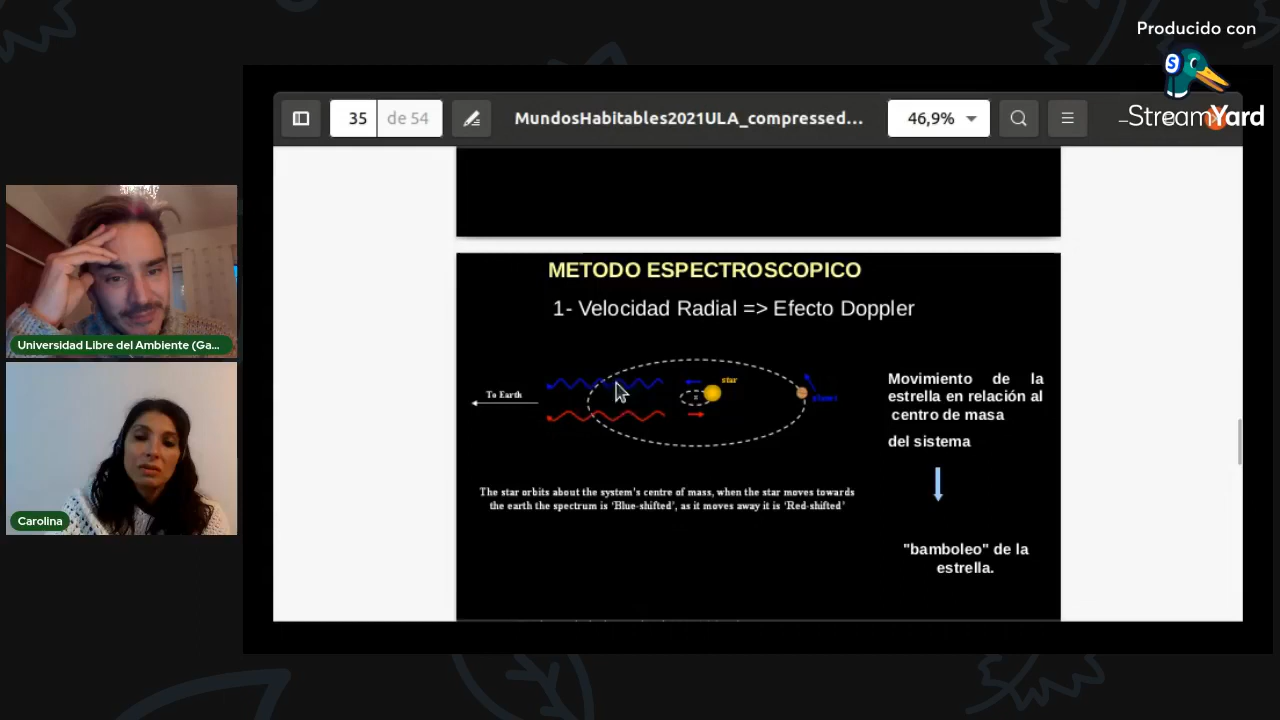 Producido con
StreamYard
35 de 54
MundosHabitables2021ULA_compressed...
46,9%
METODO ESPECTROSCOPICO
1- Velocidad Radial => Efecto Doppler
star
To Earth
Movimiento de la
estrella en relación al
centro de masa
del sistema
The star orbits about the system's centre of mass, when the star moves towards
the earth the spectrum is 'Blue-shifted', as it moves away it is 'Red-shifted'
"bamboleo" de la
estrella.
Universidad Libre del Ambiente (Ga...
Carolina